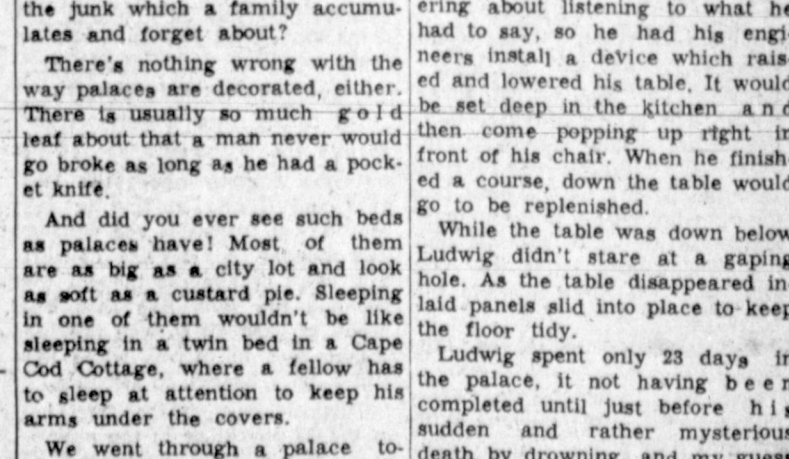 the junk which a family accumu-
lates and forget about?
There's nothing wrong with the
way palaces are decorated, either.
There is usually so much gold
leaf about that a man never would
go broke as long as he had a pock-
et knife.
And did you ever see such beds
as palaces have! Most of them
are as big as a city lot and look
as soft as a custard pie. Sleeping
in one of them wouldn't be like
sleeping in a twin bed in a Cape
Cod Cottage, where a fellow has
to sleep at attention to keep his
arms under the covers.
We went through a palace to-
ering about listening to what he
had to say, so he had his engi
neers install a device which rais
ed and lowered his table. It would
be set deep in the kitchen and
then come popping up right in
front of his chair. When he finish
ed a course, down the table would
go to be replenished.
While the table was down below
Ludwig didn't stare at a gaping
hole. As the table disappeared in
laid panels slid into place to keep
the floor tidy.
Ludwig spent only 23 days in
the palace, it not having been
completed until just before his
sudden and rather mysterious
death by drowning, and my guess